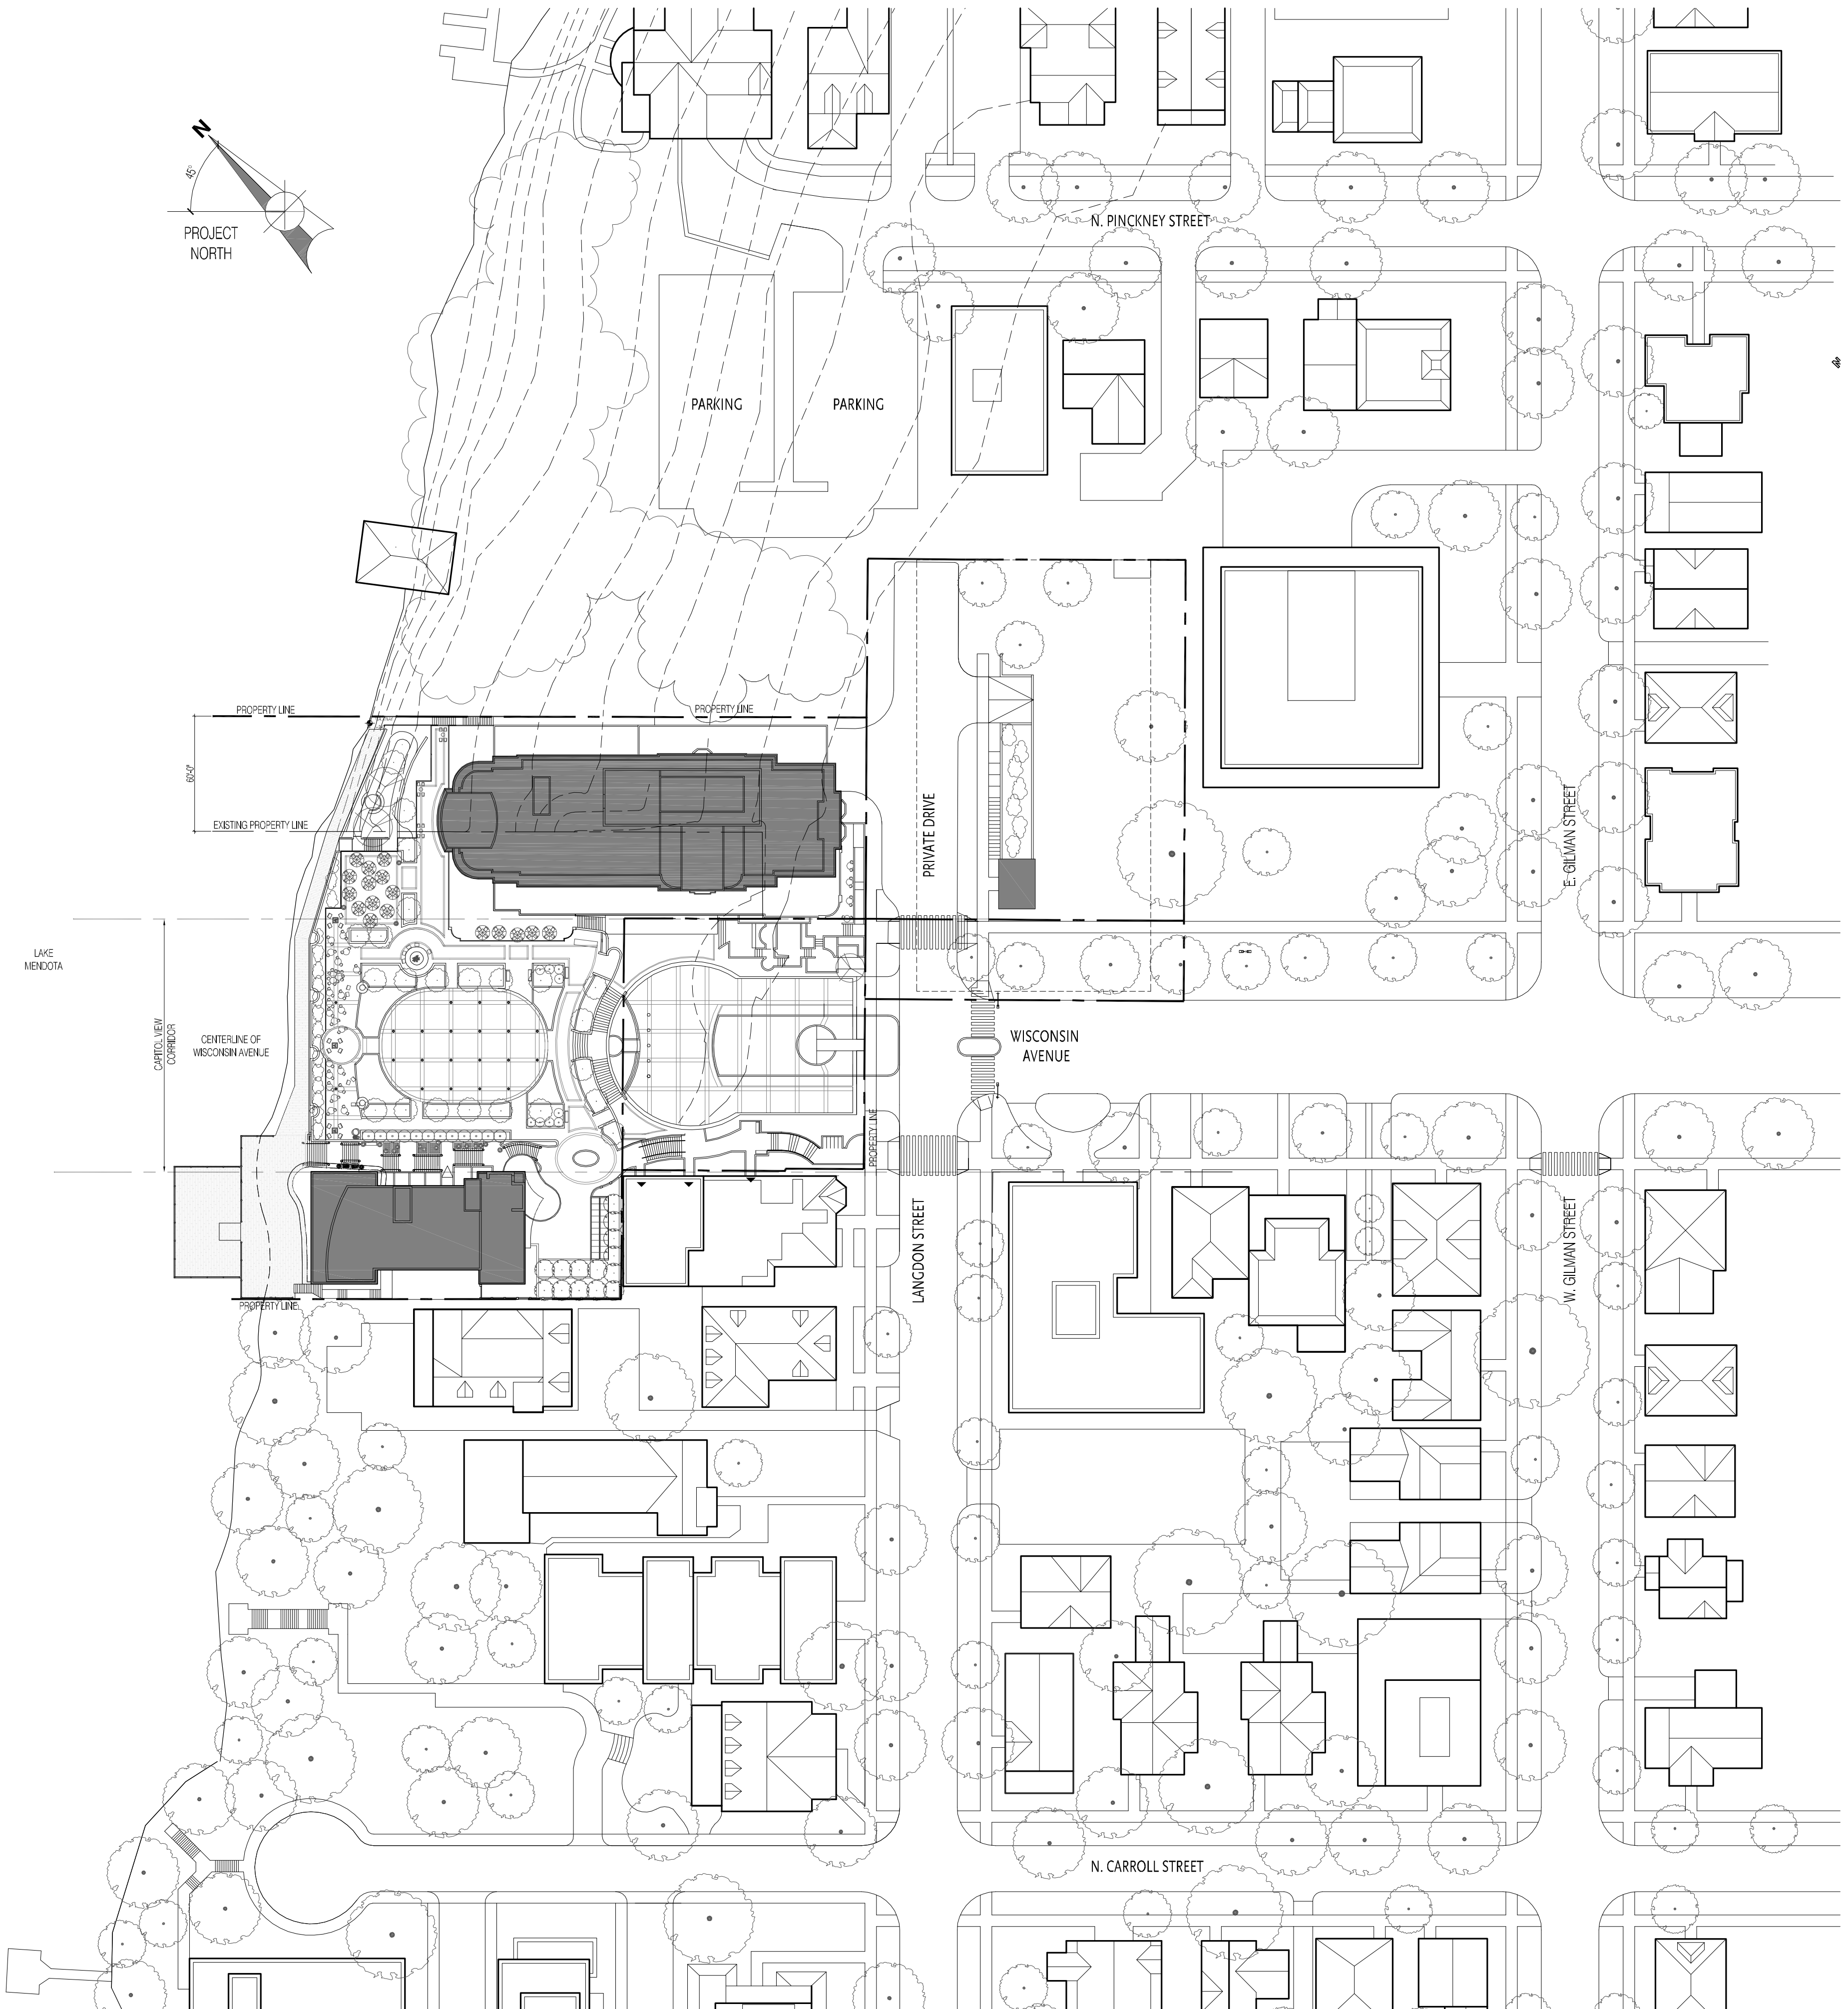 N
45°
PROJECT
NORTH
N. PINCKNEY STREET
PARKING
PARKING
PROPERTY LINE
PROPERTY LINE
60'-0"
EXISTING PROPERTY LINE
PRIVATE DRIVE
E. GILMAN STREET
LAKE
MENDOTA
CAPITOL VIEW
CORRIDOR
CENTERLINE OF
WISCONSIN AVENUE
WISCONSIN
AVENUE
PROPERTY LINE
LANGDON STREET
W. GILMAN STREET
PROPERTY LINE
N. CARROLL STREET